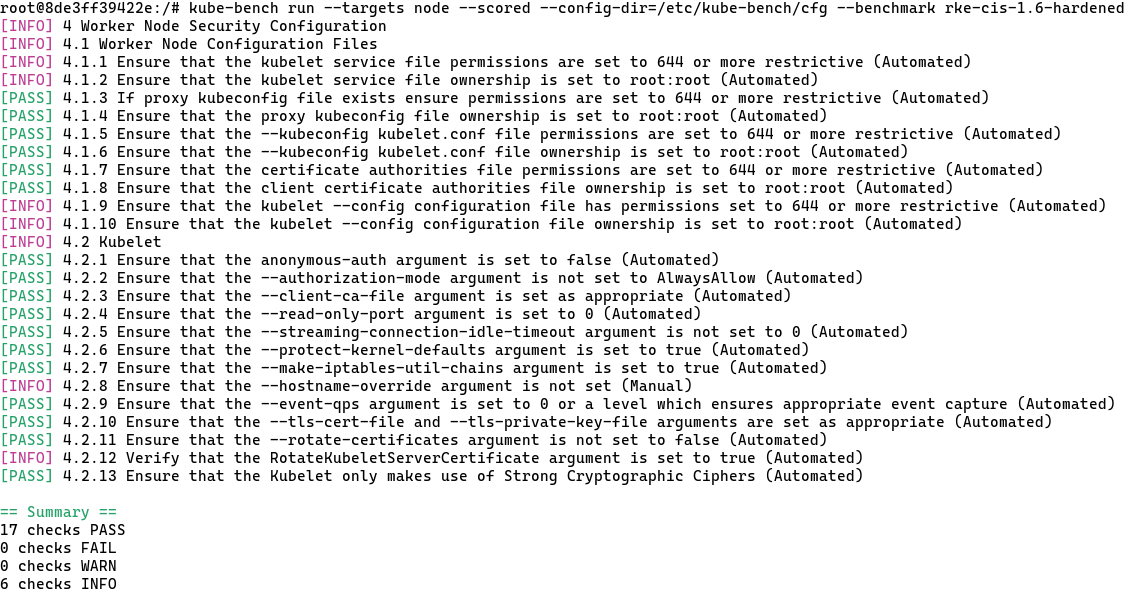 root@8de3ff39422e:/# kube-bench run --targets node --scored --config-dir=/etc/kube-bench/cfg --benchmark rke-cis-1.6-hardened
[INFO] 4 Worker Node Security Configuration
[INFO] 4.1 Worker Node Configuration Files
[INFO] 4.1.1 Ensure that the kubelet service file permissions are set to 644 or more restrictive (Automated)
[INFO] 4.1.2 Ensure that the kubelet service file ownership is set to root:root (Automated)
[PASS] 4.1.3 If proxy kubeconfig file exists ensure permissions are set to 644 or more restrictive (Automated)
[PASS] 4.1.4 Ensure that the proxy kubeconfig file ownership is set to root:root (Automated)
[PASS] 4.1.5 Ensure that the --kubeconfig kubelet.conf file permissions are set to 644 or more restrictive (Automated)
[PASS] 4.1.6 Ensure that the --kubeconfig kubelet.conf file ownership is set to root:root (Automated)
[PASS] 4.1.7 Ensure that the certificate authorities file permissions are set to 644 or more restrictive (Automated)
[PASS] 4.1.8 Ensure that the client certificate authorities file ownership is set to root:root (Automated)
[INFO] 4.1.9 Ensure that the kubelet --config configuration file has permissions set to 644 or more restrictive (Automated)
[INFO] 4.1.10 Ensure that the kubelet --config configuration file ownership is set to root:root (Automated)
[INFO] 4.2 Kubelet
[PASS] 4.2.1 Ensure that the anonymous-auth argument is set to false (Automated)
[PASS] 4.2.2 Ensure that the --authorization-mode argument is not set to AlwaysAllow (Automated)
[PASS] 4.2.3 Ensure that the --client-ca-file argument is set as appropriate (Automated)
[PASS] 4.2.4 Ensure that the --read-only-port argument is set to 0 (Automated)
[PASS] 4.2.5 Ensure that the --streaming-connection-idle-timeout argument is not set to 0 (Automated)
[PASS] 4.2.6 Ensure that the --protect-kernel-defaults argument is set to true (Automated)
[PASS] 4.2.7 Ensure that the --make-iptables-util-chains argument is set to true (Automated)
[INFO] 4.2.8 Ensure that the --hostname-override argument is not set (Manual)
[PASS] 4.2.9 Ensure that the --event-qps argument is set to 0 or a level which ensures appropriate event capture (Automated)
[PASS] 4.2.10 Ensure that the --tls-cert-file and --tls-private-key-file arguments are set as appropriate (Automated)
[PASS] 4.2.11 Ensure that the --rotate-certificates argument is not set to false (Automated)
[INFO] 4.2.12 Verify that the RotateKubeletServerCertificate argument is set to true (Automated)
[PASS] 4.2.13 Ensure that the Kubelet only makes use of Strong Cryptographic Ciphers (Automated)
== Summary ==
17 checks PASS
0 checks FAIL
0 checks WARN
6 checks INFO